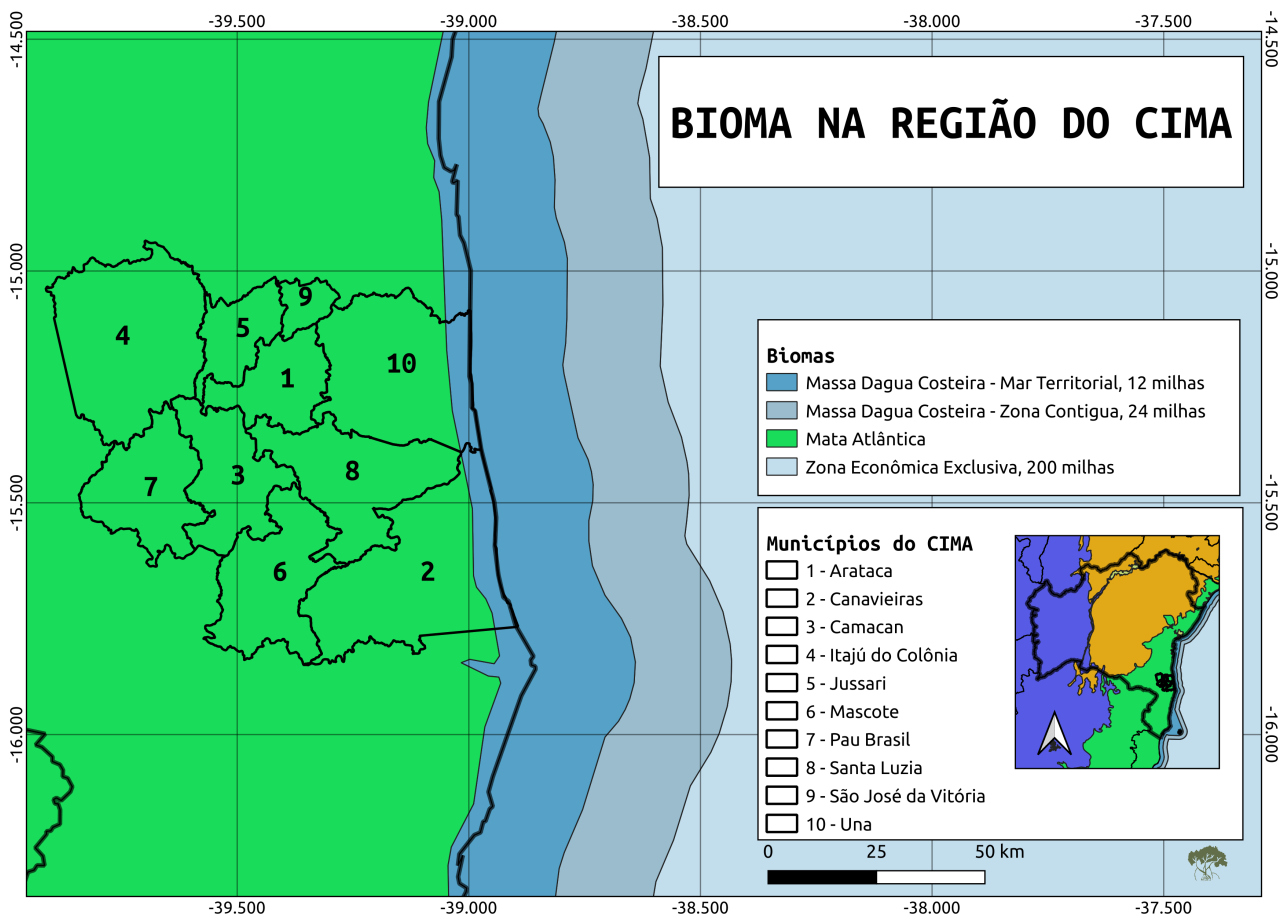 -39.500
-39.000
-38.500
-38.000
-37.500
-14.500
-14.500
BIOMA NA REGIÃO DO CIMA
-15.000
-15.000
9
5
4
10
1
Biomas
Massa Dagua Costeira - Mar Territorial, 12 milhas
Massa Dagua Costeira - Zona Contigua, 24 milhas
Mata Atlântica
Zona Econômica Exclusiva, 200 milhas
8
3
7
-15.500
-15.500
6
2
Municípios do CIMA
1 - Arataca
2 - Canavieiras
3 - Camacan
4 - Itajú do Colônia
5 - Jussari
6 - Mascote
7 - Pau Brasil
8 - Santa Luzia
9 - São José da Vitória
10 - Una
-16.000
-16.000
0 25 50 km
-39.500
-39.000
-38.500
-38.000
-37.500